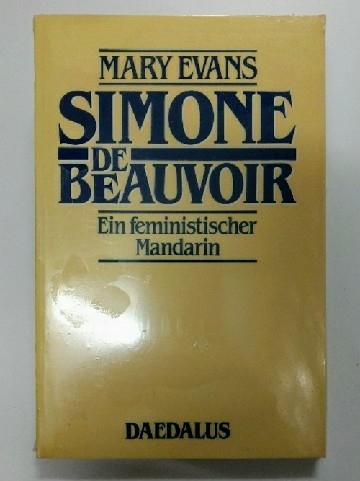 MARY EVANS
SIMONE
DE
BEAUVOIR
Ein feministischer
Mandarin
DAEDALUS